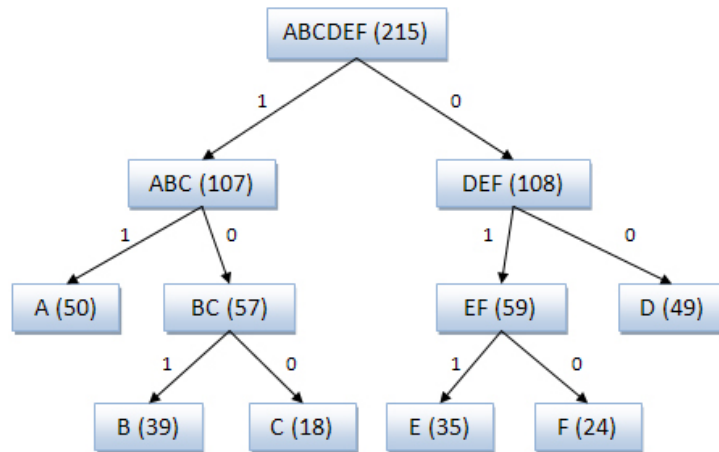 ABCDEF (215)
1 0
ABC (107) DEF (108)
1 0 1 0
A (50) BC (57) EF (59) D (49)
1 0 1 0
B (39) C (18) E (35) F (24)